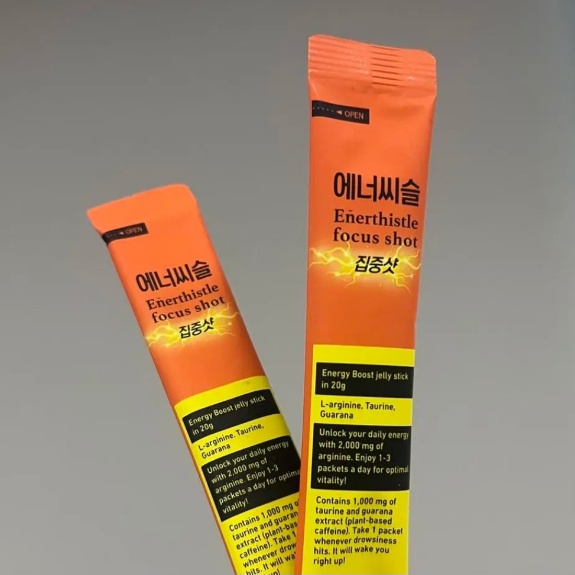 OPEN
에너씨슬
Enerthistle
focus shot
집중샷
Energy Boost jelly stick
in 20g
L-arginine, Taurine,
Guarana
Unlock your daily energy
with 2,000 mg of
arginine. Enjoy 1-3
packets a day for optimal
vitality!
Contains 1,000 mg of
taurine and guaran
extract (plant-based
caffeine). Take 1
whenever drow
hits. It will wa
up!
OPEN
에너씨슬
Enerthistle
focus shot
집중샷
Energy Boost jelly stick
in 20g
L-arginine, Taurine,
Guarana
Unlock your daily energy
with 2,000 mg of
arginine. Enjoy 1-3
packets a day for optimal
vitality!
Contains 1,000 mg of
taurine and guarana
extract (plant-based
caffeine). Take 1 packet
whenever drowsiness
hits. It will wake you
right up!